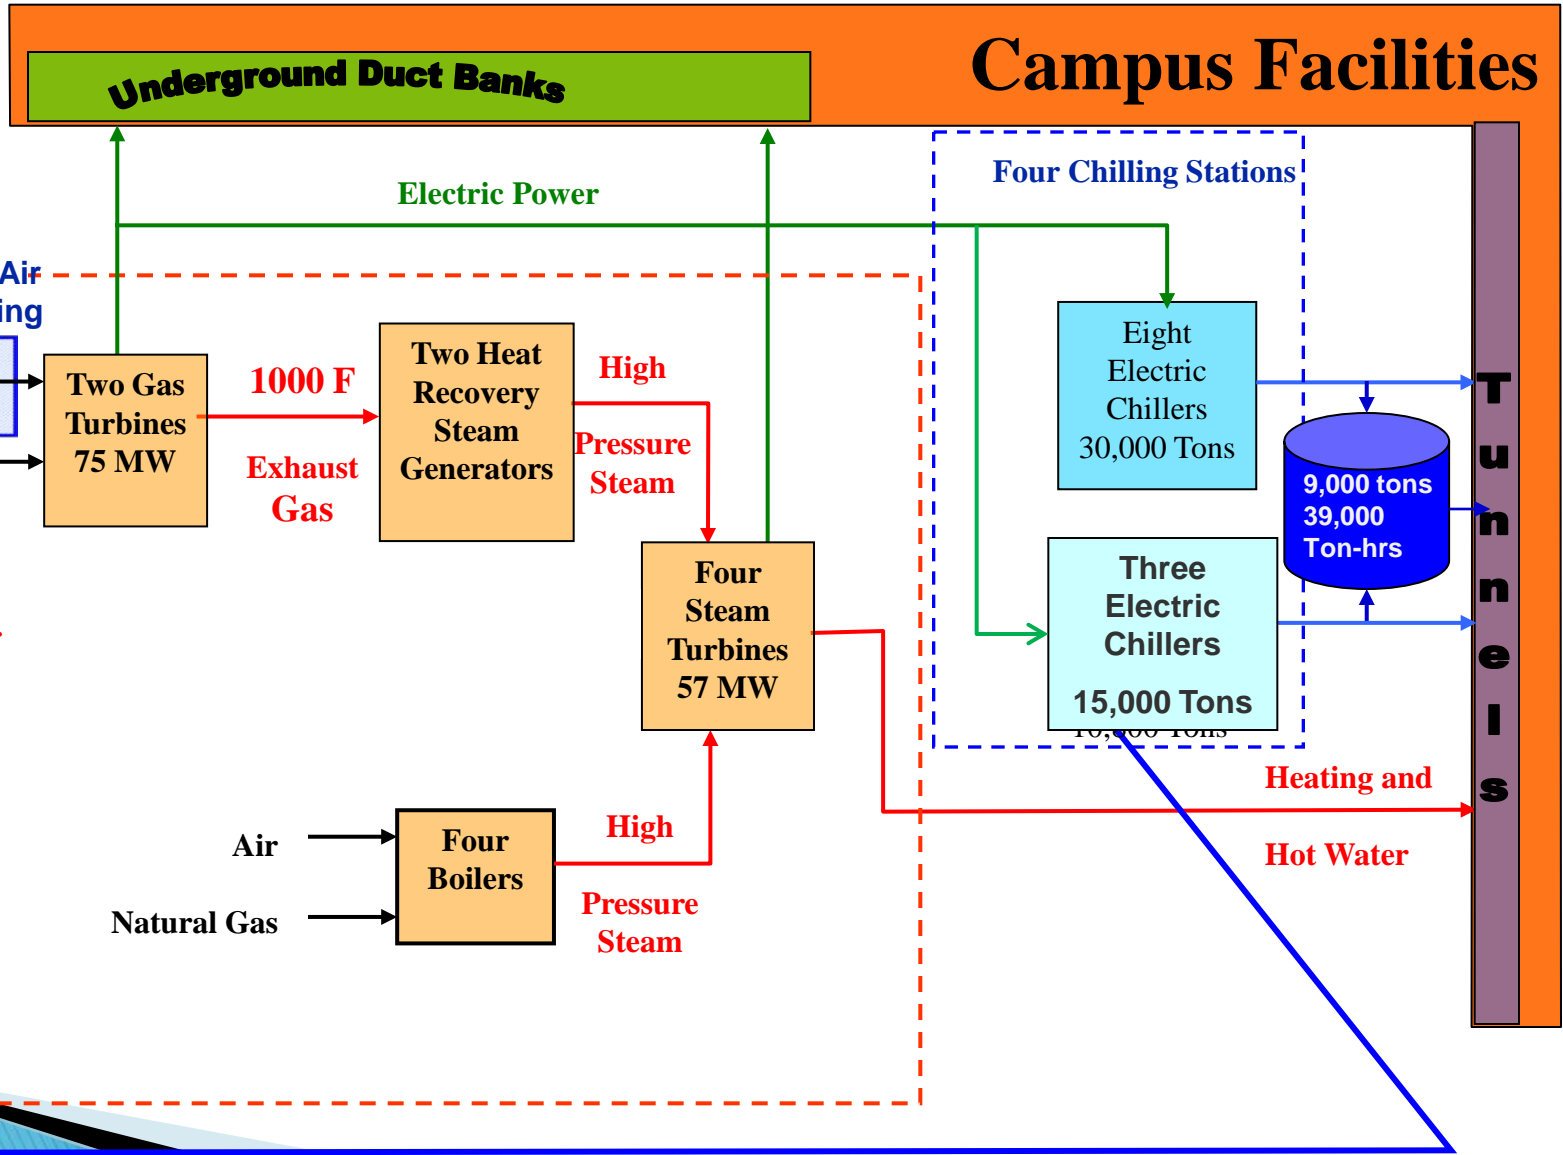 Campus Facilities
Underground Duct Banks
Four Chilling Stations
Electric Power
Air
Two Gas
Turbines
75 MW
1000 F
Exhaust
Gas
Two Heat
Recovery
Steam
Generators
High
Pressure
Steam
Eight
Electric
Chillers
30,000 Tons
9,000 tons
39,000
Ton-hrs
Tunnels
Four
Steam
Turbines
57 MW
Three
Electric
Chillers
15,000 Tons
Tons
Heating and
Hot Water
Air
Natural Gas
Four
Boilers
High
Pressure
Steam